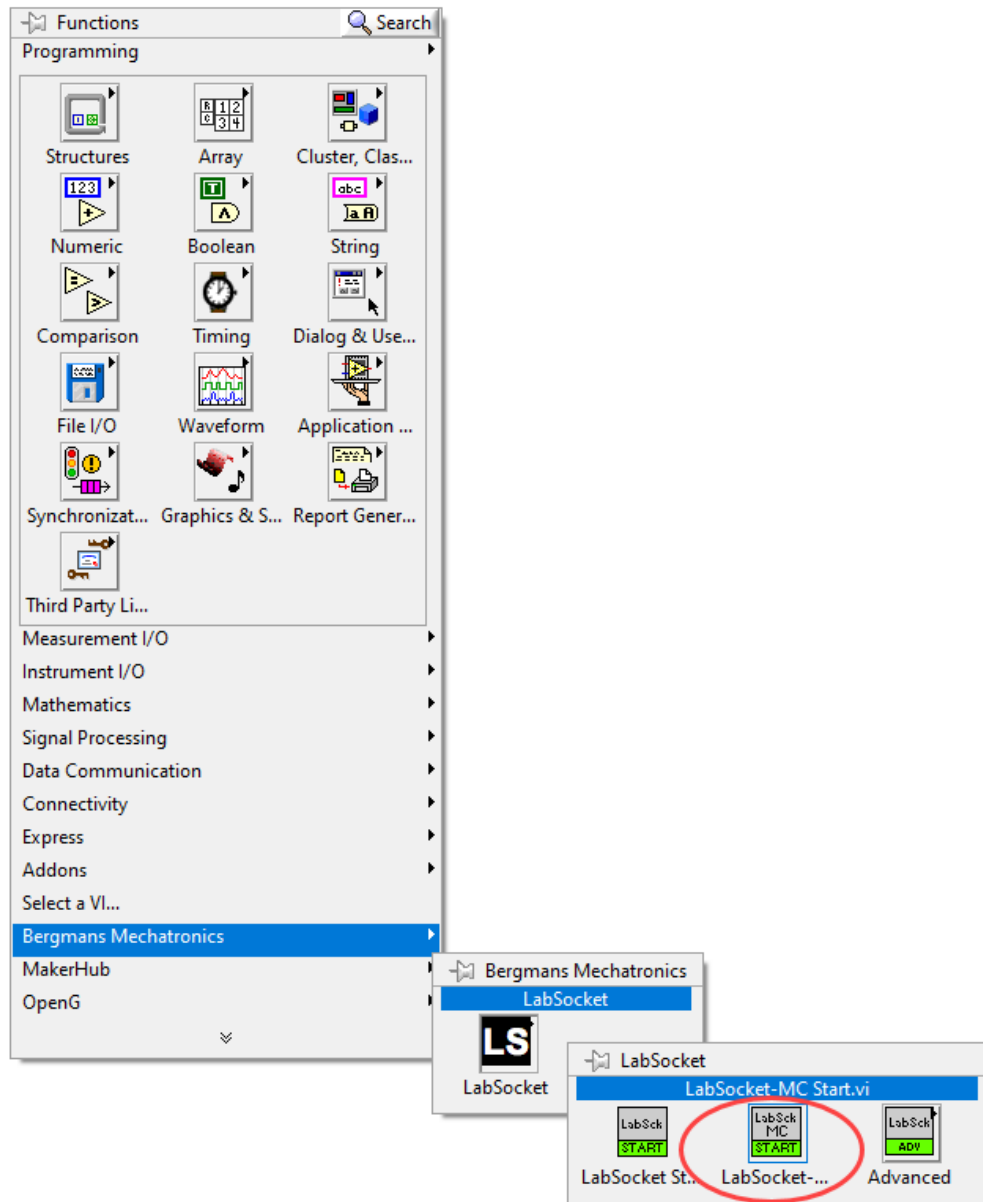 Functions Search
Programming
Structures Array Cluster, Clas...
Numeric Boolean String
Comparison Timing Dialog & Use...
File I/O Waveform Application ...
Synchronizat... Graphics & S... Report Gener...
Third Party Li...
Measurement I/O
Instrument I/O
Mathematics
Signal Processing
Data Communication
Connectivity
Express
Addons
Select a VI...
Bergmans Mechatronics
MakerHub
OpenG
Bergmans Mechatronics
LabSocket
LS
LabSocket
LabSocket
LabSocket-MC Start.vi
LabSck START
LabSck MC START
LabSck ADV
LabSocket St... LabSocket-... Advanced